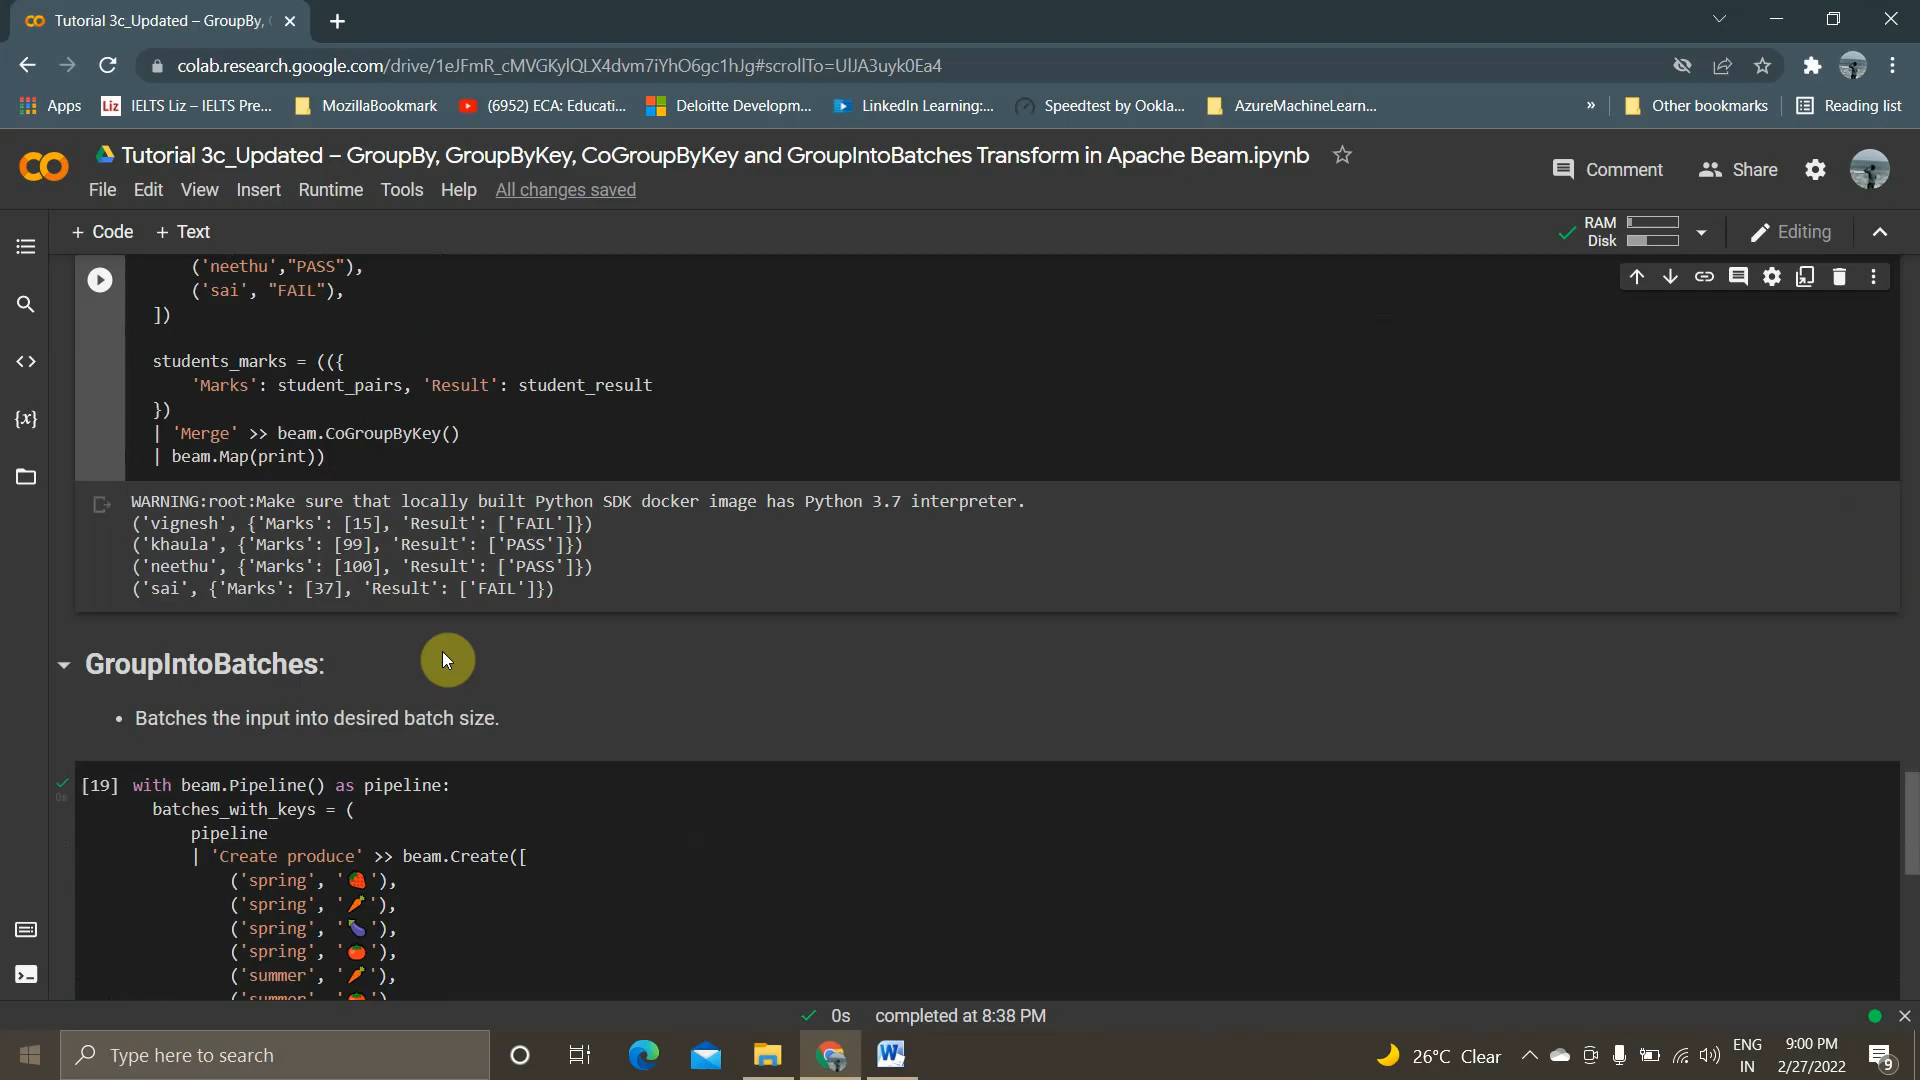 Tutorial 3c_Updated – GroupBy, (
colab.research.google.com/drive/1eJFmR_cMVGKylQLX4dvm7iYhO6gc1hJg#scrollTo=UlJA3uyk0Ea4
Apps
Liz IELTS Liz – IELTS Pre...
MozillaBookmark
(6952) ECA: Educati...
Deloitte Developm...
LinkedIn Learning:...
Speedtest by Ookla...
AzureMachineLearn...
»
Other bookmarks
Reading list
Tutorial 3c_Updated – GroupBy, GroupByKey, CoGroupByKey and GroupIntoBatches Transform in Apache Beam.ipynb
Comment
Share
File Edit View Insert Runtime Tools Help All changes saved
+ Code + Text
RAM
Disk
Editing
('neethu',"PASS"),
('sai', "FAIL"),
])
students_marks = (({
'Marks': student_pairs, 'Result': student_result
})
| 'Merge' >> beam.CoGroupByKey()
| beam.Map(print))
WARNING:root:Make sure that locally built Python SDK docker image has Python 3.7 interpreter.
('vignesh', {'Marks': [15], 'Result': ['FAIL']})
('khaula', {'Marks': [99], 'Result': ['PASS']})
('neethu', {'Marks': [100], 'Result': ['PASS']})
('sai', {'Marks': [37], 'Result': ['FAIL']})
GroupIntoBatches:
• Batches the input into desired batch size.
0s
[19] with beam.Pipeline() as pipeline:
batches_with_keys = (
pipeline
| 'Create produce' >> beam.Create([
('spring', '🍓'),
('spring', '🥕'),
('spring', '🍆'),
('spring', '🍅'),
('summer', '🥕'),
('summer', '🍅'),
0s completed at 8:38 PM
Type here to search
26°C Clear
ENG
IN
9:00 PM
2/27/2022
9